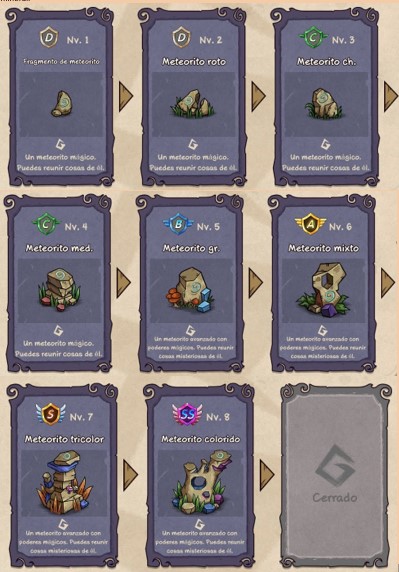 D Nv. 1
D Nv. 2
C Nv. 3
Fragmento de meteorito
Meteorito roto
Meteorito ch.
Un meteorito mágico.
Puedes reunir cosas de él.
Un meteorito mágico.
Puedes reunir cosas de él.
Un meteorito mágico.
Puedes reunir cosas de él.
C Nv. 4
B Nv. 5
A Nv. 6
Meteorito med.
Meteorito gr.
Meteorito mixto
Un meteorito mágico.
Puedes reunir cosas de él.
Un meteorito avanzado con
poderes mágicos. Puedes reunir
cosas misteriosas de él.
Un meteorito avanzado con
poderes mágicos. Puedes reunir
cosas misteriosas de él.
S Nv. 7
SS Nv. 8
Meteorito tricolor
Meteorito colorido
Cerrado
Un meteorito avanzado con
poderes mágicos. Puedes reunir
cosas misteriosas de él.
Un meteorito avanzado con
poderes mágicos. Puedes reunir
cosas misteriosas de él.